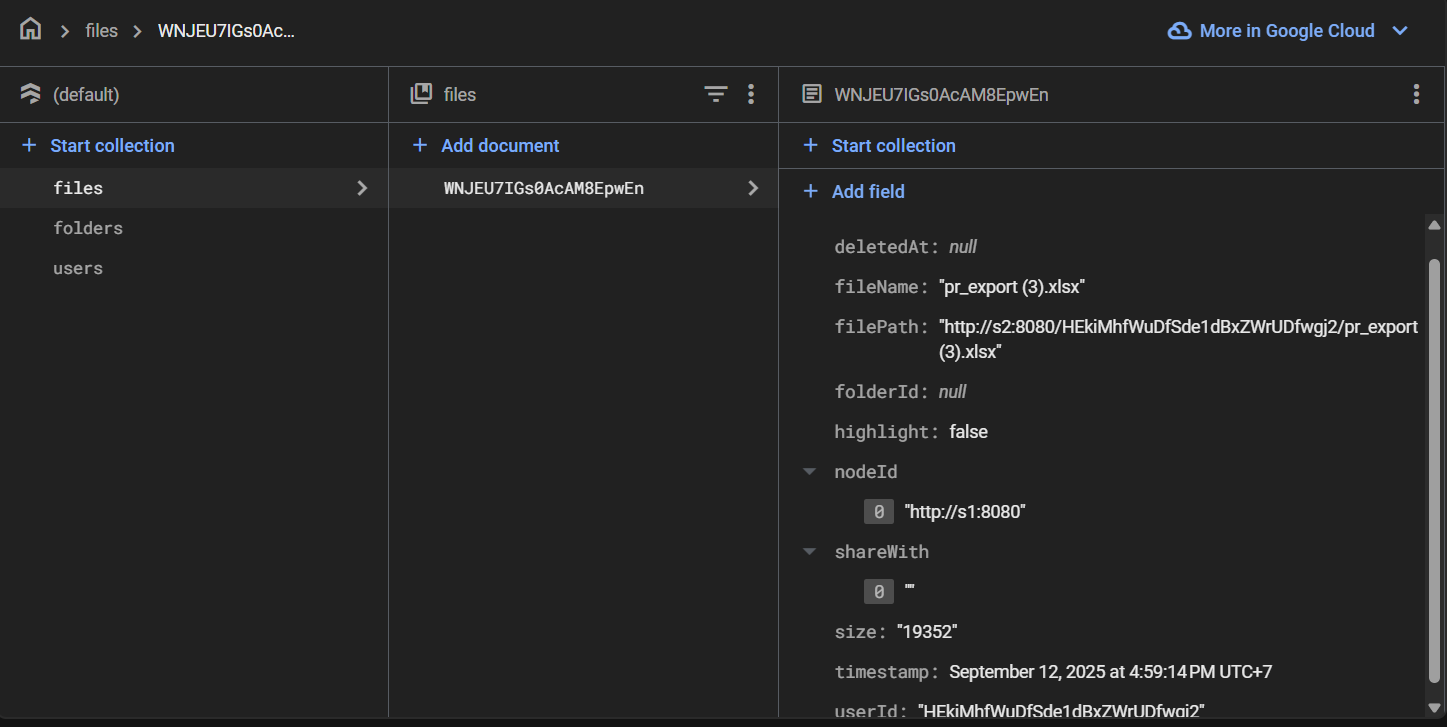 files
WNJEU7IGs0Ac...
More in Google Cloud
(default)
files
WNJEU7IGs0AcAM8EpwEn
Start collection
Add document
Start collection
files
WNJEU7IGs0AcAM8EpwEn
Add field
folders
users
deletedAt: null
fileName: "pr_export (3).xlsx"
filePath: "http://s2:8080/HEkiMhfWuDfSde1dBxZWrUDfwgj2/pr_export
(3).xlsx"
folderId: null
highlight: false
nodeId
0 "http://s1:8080"
shareWith
0 ""
size: "19352"
timestamp: September 12, 2025 at 4:59:14 PM UTC+7
userId: "HEkiMhfWuDfSde1dBxZWrUDfwgj2"